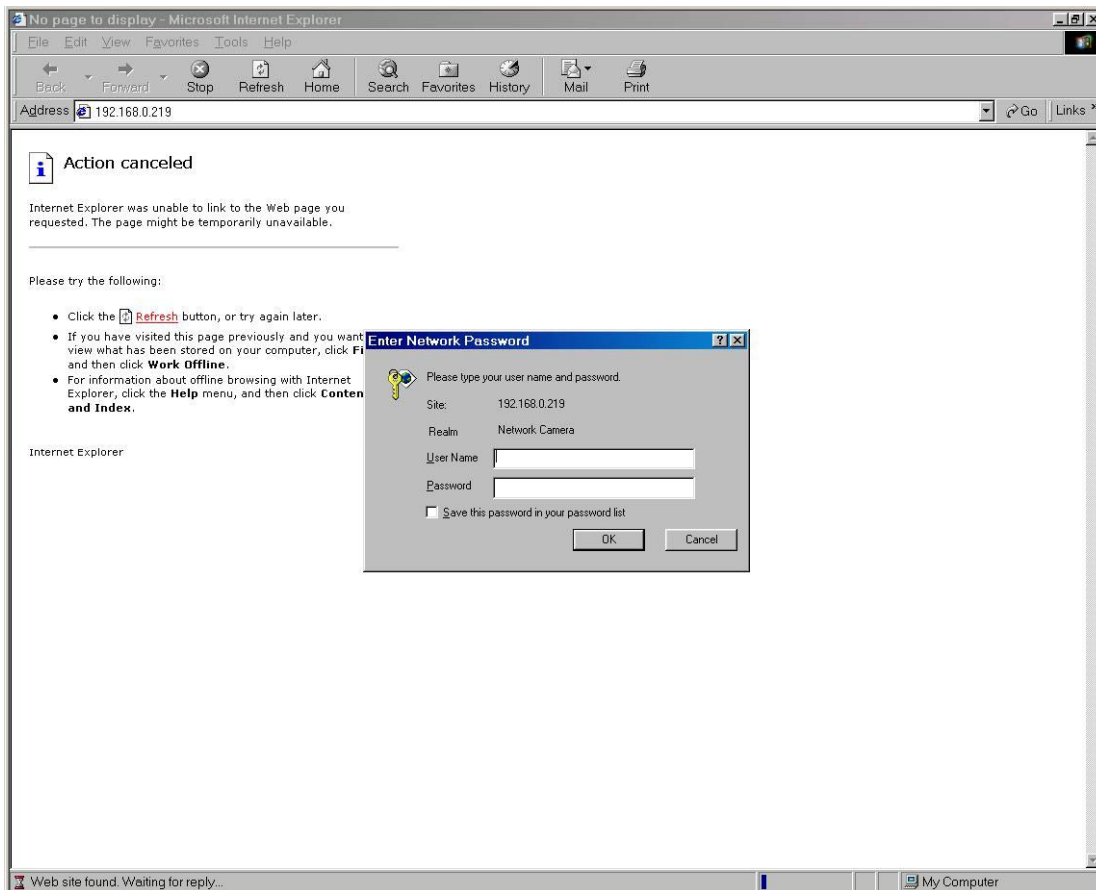 No page to display - Microsoft Internet Explorer
File Edit View Favorites Tools Help
Back Forward Stop Refresh Home Search Favorites History Mail Print
Address 192.168.0.219 Go Links »
Action canceled
Internet Explorer was unable to link to the Web page you
requested. The page might be temporarily unavailable.
Please try the following:
• Click the Refresh button, or try again later.
• If you have visited this page previously and you want
view what has been stored on your computer, click Fi
and then click Work Offline.
• For information about offline browsing with Internet
Explorer, click the Help menu, and then click Conten
and Index.
Internet Explorer
Enter Network Password
Please type your user name and password.
Site: 192.168.0.219
Realm Network Camera
User Name
Password
Save this password in your password list
OK Cancel
Web site found. Waiting for reply...
My Computer